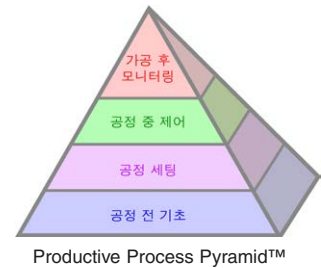 가공 후
모니터링
공정 중 제어
공정 세팅
공정 전 기초
Productive Process Pyramid™